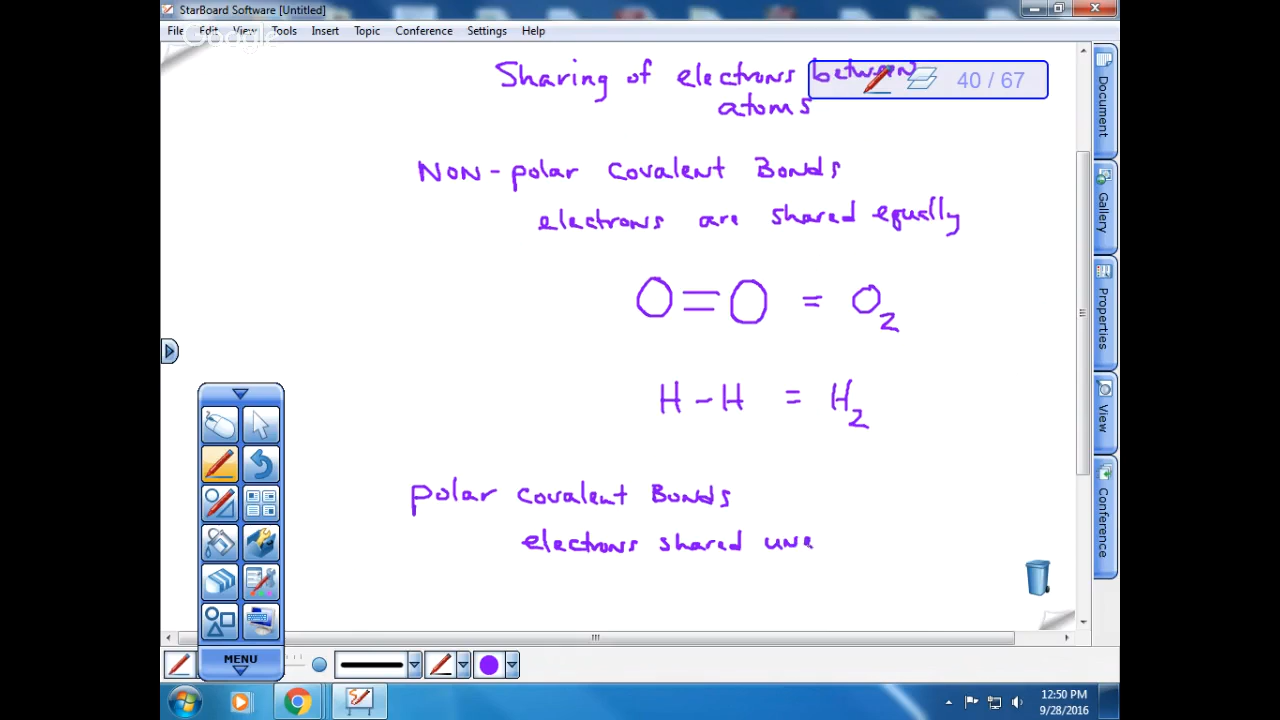 StarBoard Software [Untitled]
File Edit View Tools Insert Topic Conference Settings Help
Google
Sharing of electrons between
40 / 67
atoms
Non-polar Covalent Bonds
electrons are shared equally
O=O = O₂
H-H = H₂
polar covalent Bonds
electrons shared une
Document
Gallery
Properties
View
Conference
MENU
12:50 PM
9/28/2016